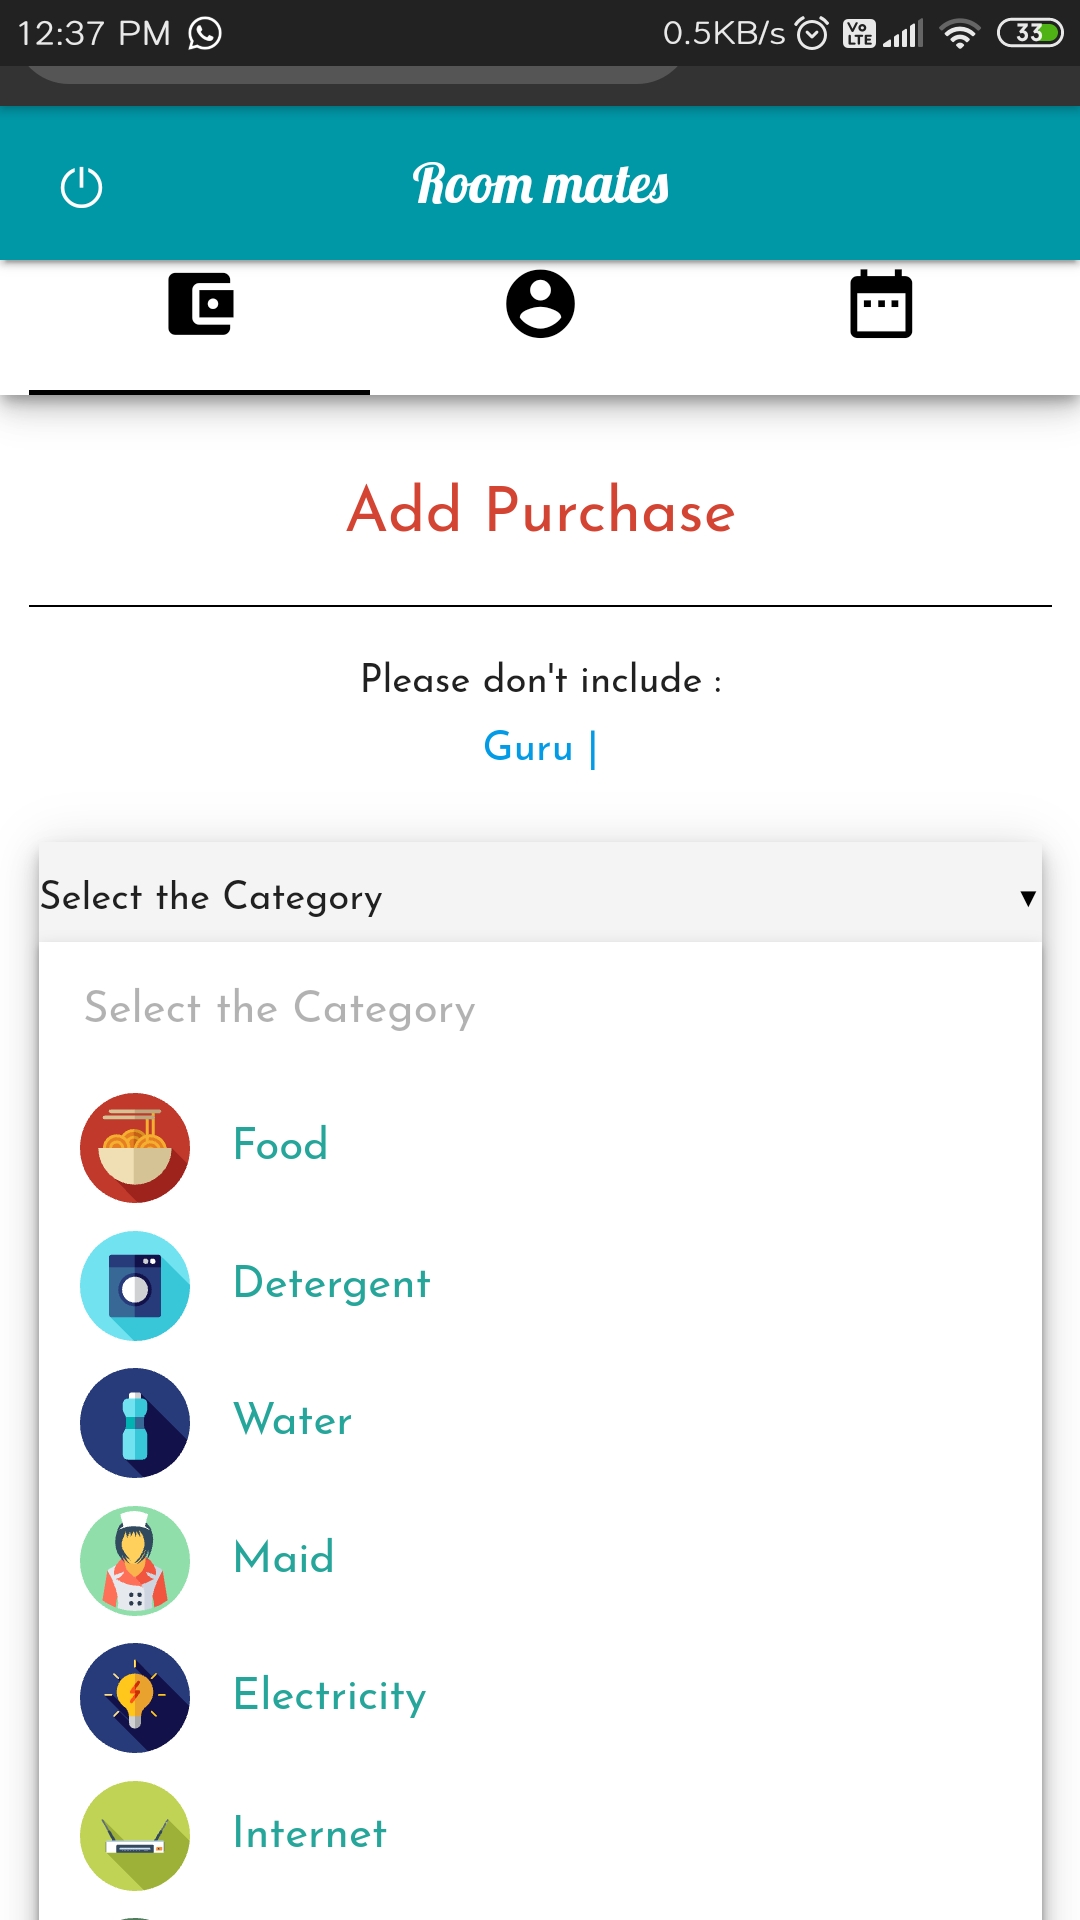 12:37 PM 0.5KB/s Vo LTE 33
Room mates
Add Purchase
Please don't include :
Guru |
Select the Category ▼
Select the Category
Food
Detergent
Water
Maid
Electricity
Internet